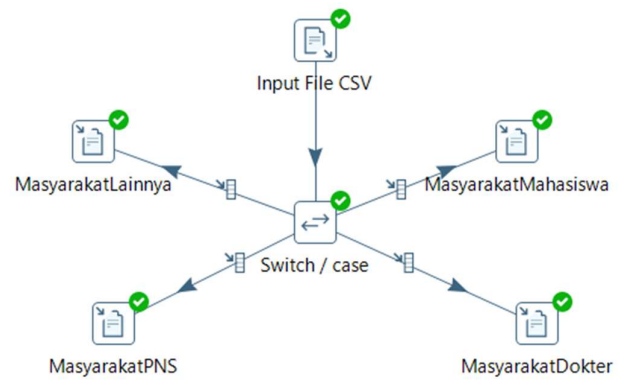 Input File CSV
MasyarakatLainnya
MasyarakatMahasiswa
Switch / case
MasyarakatPNS
MasyarakatDokter